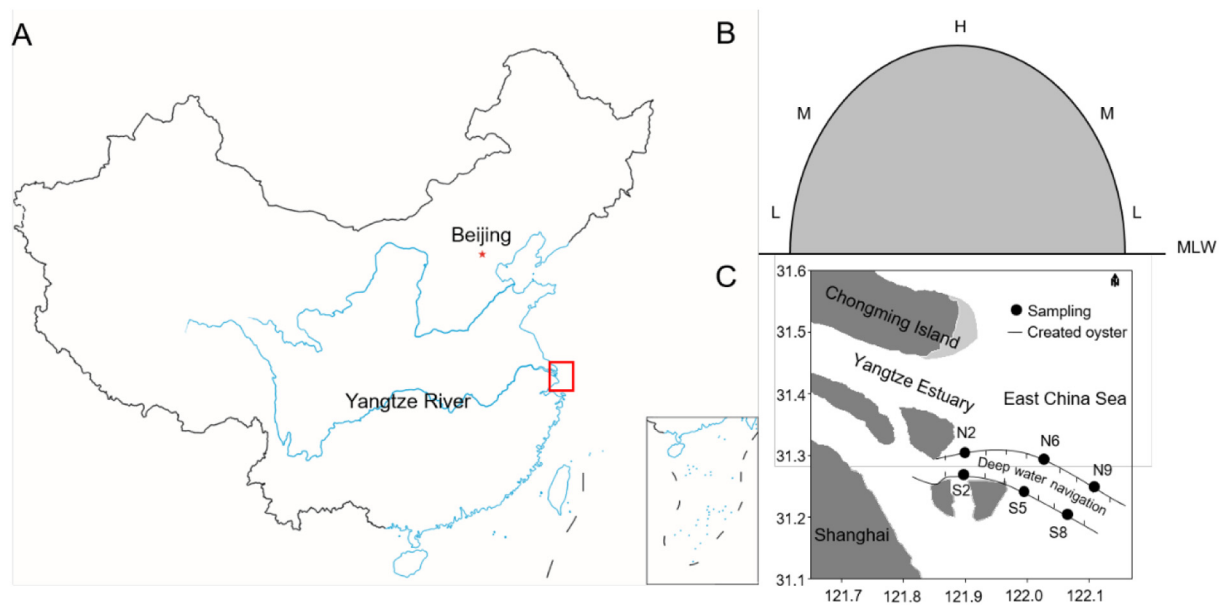 A
Beijing
Yangtze River
B
H
M
M
L
L
MLW
C
31.6
31.5
31.4
31.3
31.2
31.1
121.7
121.8
121.9
122.0
122.1
Chongming Island
Sampling
Created oyster
Yangtze Estuary
East China Sea
N2
N6
N9
Deep water navigation
S2
S5
S8
Shanghai